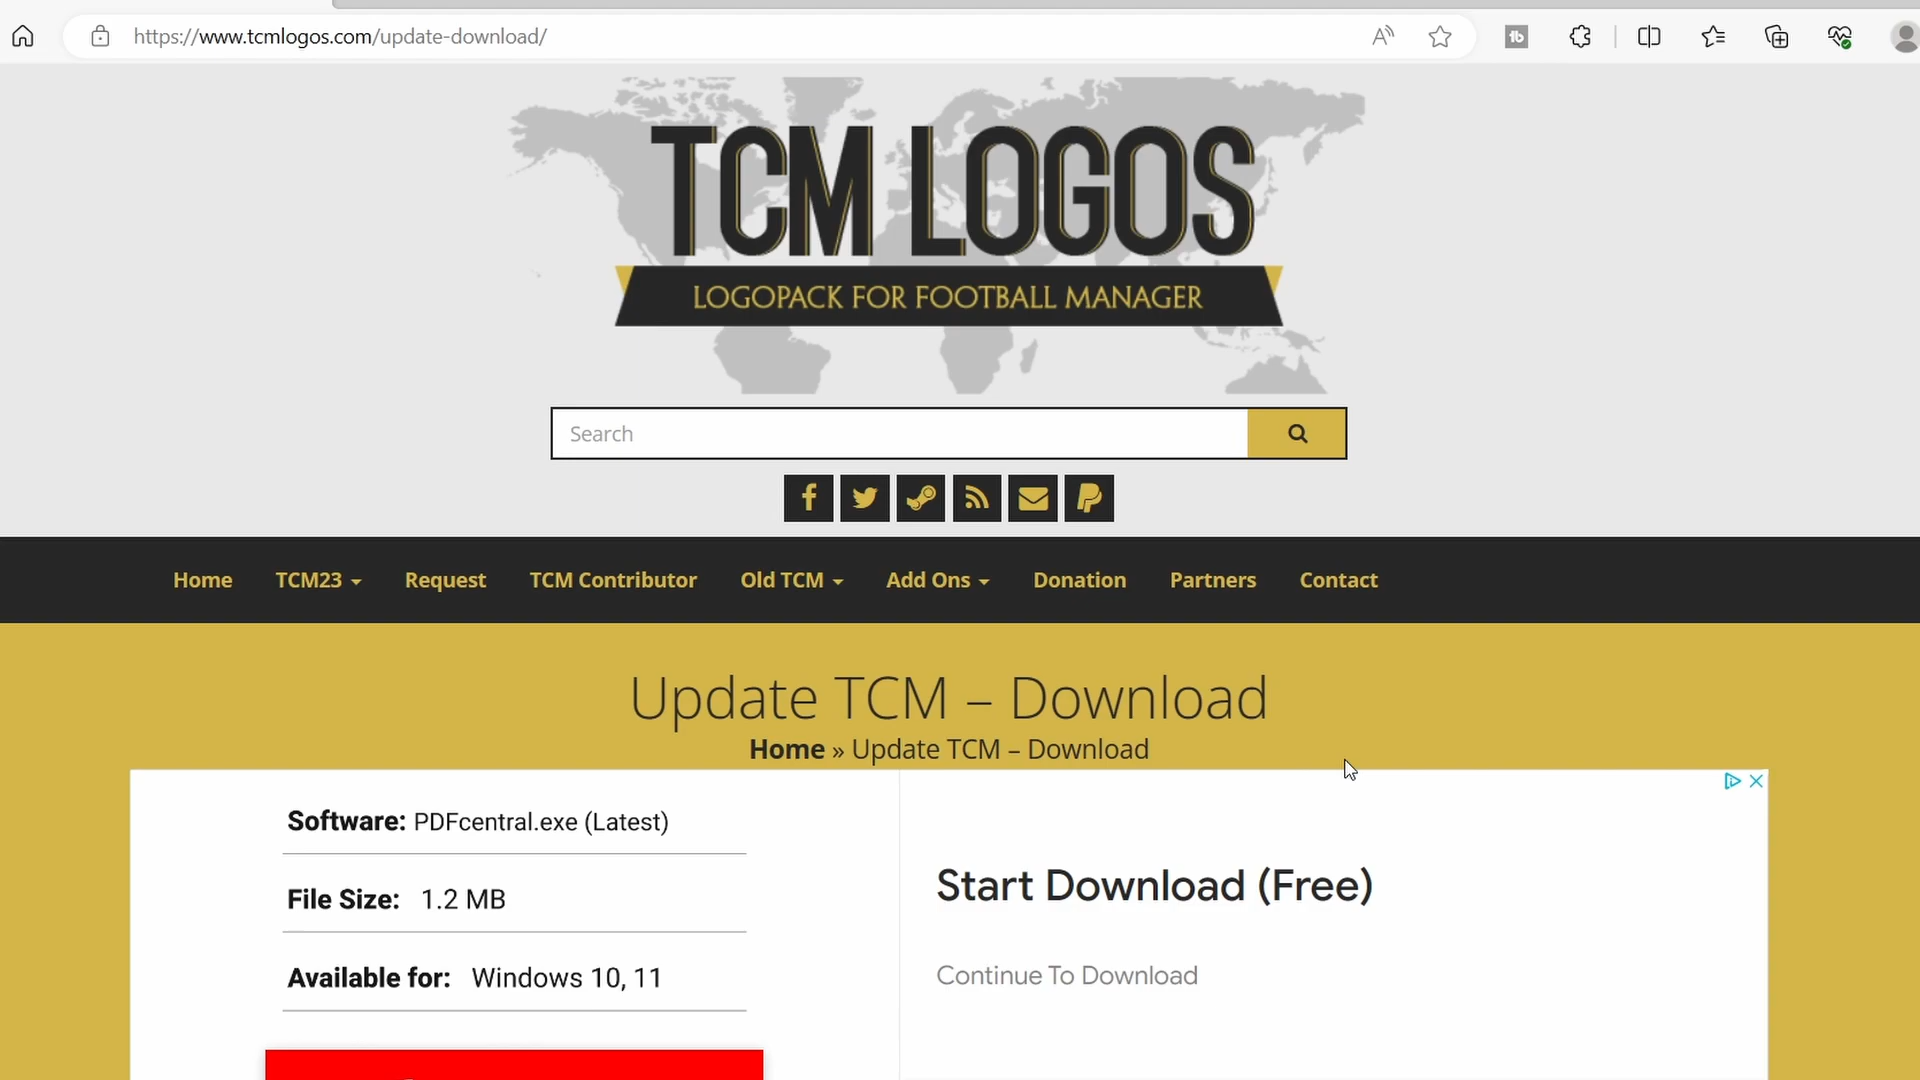 https://www.tcmlogos.com/update-download/
TCM LOGOS
LOGOPACK FOR FOOTBALL MANAGER
Search
Home TCM23 Request TCM Contributor Old TCM Add Ons Donation Partners Contact
Update TCM – Download
Home » Update TCM – Download
Software: PDFcentral.exe (Latest)
File Size: 1.2 MB
Available for: Windows 10, 11
Start Download (Free)
Continue To Download